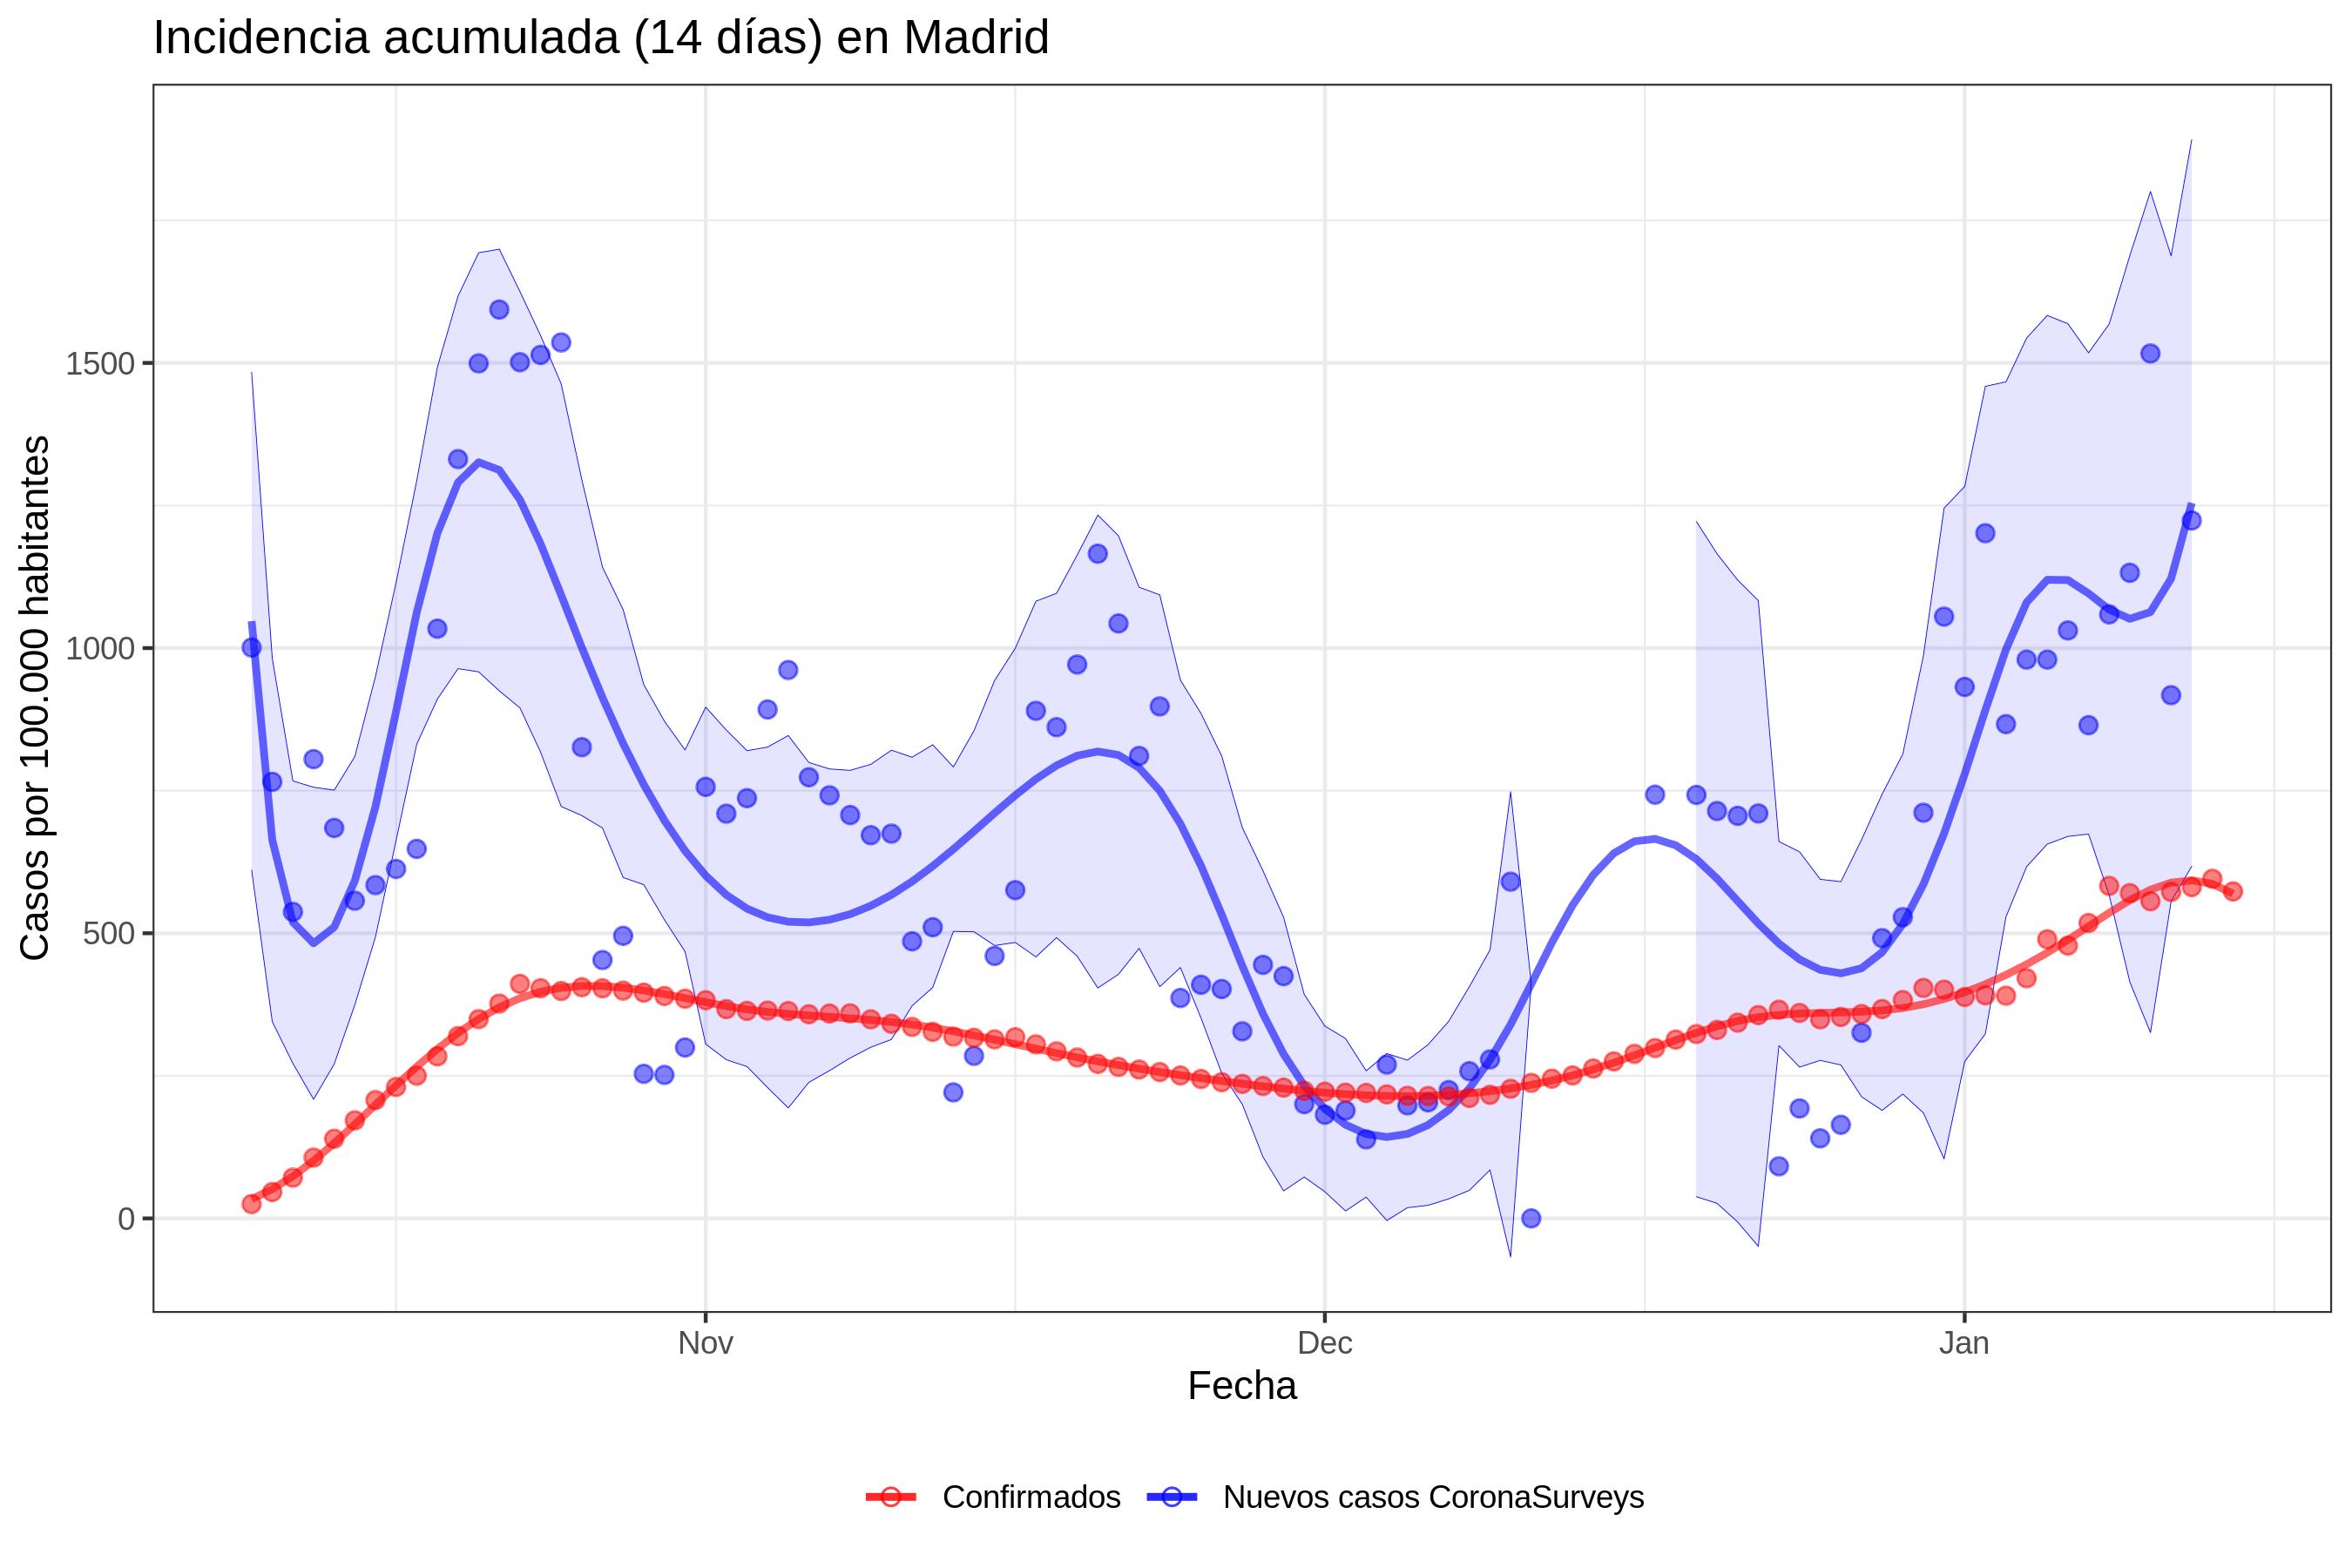 Incidencia acumulada (14 días) en Madrid
Casos por 100.000 habitantes
1500
1000
500
0
Nov
Dec
Jan
Fecha
Confirmados
Nuevos casos CoronaSurveys